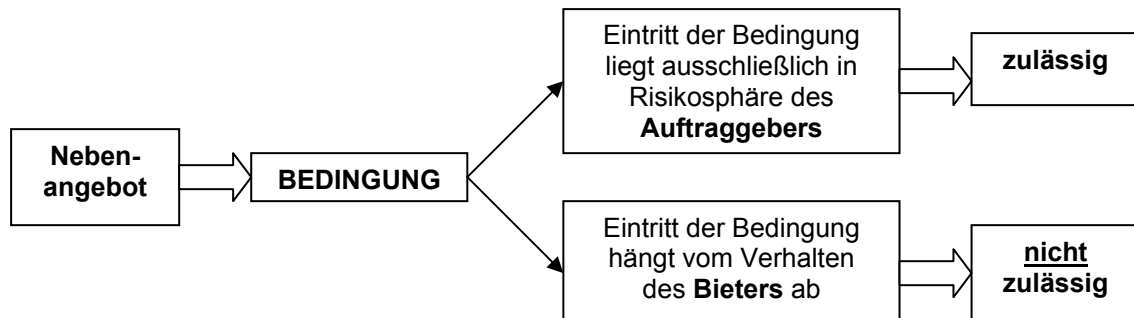 Neben-
angebot
BEDINGUNG
Eintritt der Bedingung
liegt ausschließlich in
Risikosphäre des
Auftraggebers
zulässig
Eintritt der Bedingung
hängt vom Verhalten
des Bieters ab
nicht
zulässig